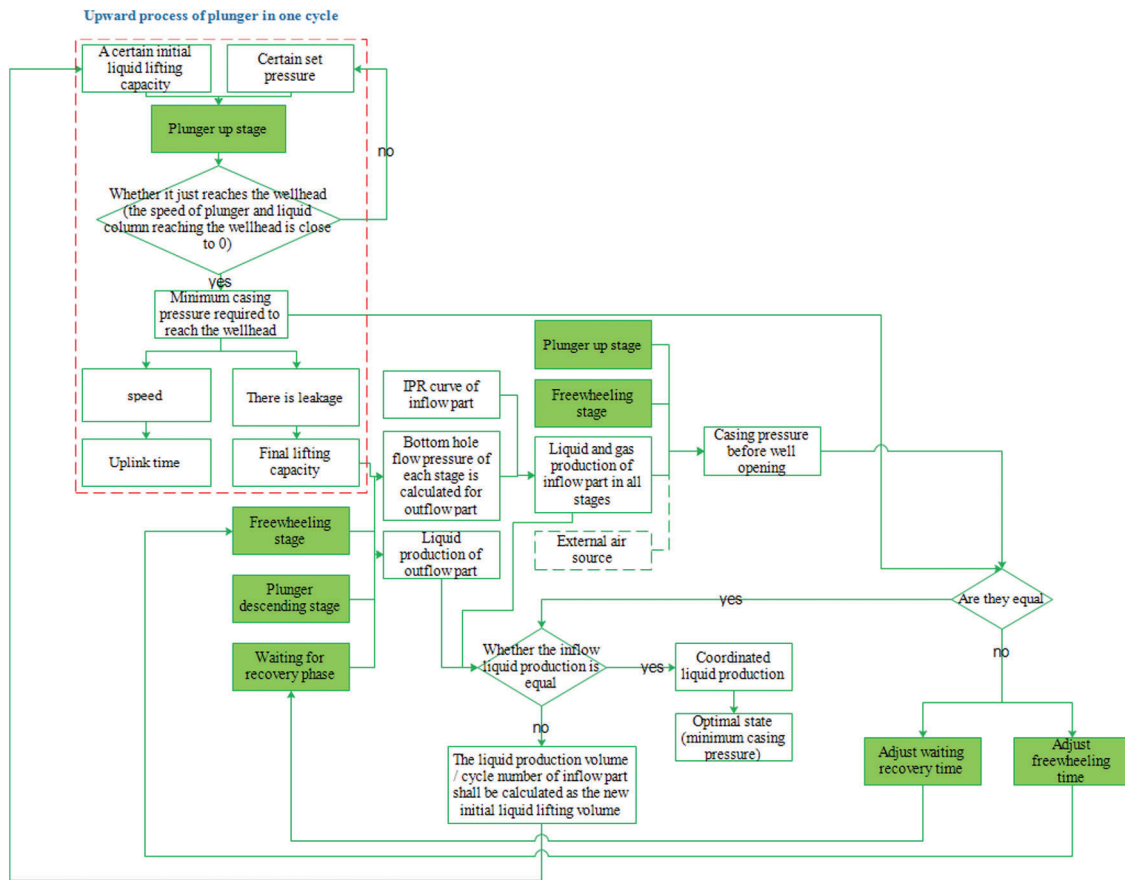 Upward process of plunger in one cycle
A certain initial
liquid lifting
capacity
Certain set
pressure
Plunger up stage
no
Whether it just reaches the wellhead
(the speed of plunger and liquid
column reaching the wellhead is close
to 0)
yes
Minimum casing
pressure required to
reach the wellhead
speed
There is leakage
Uplink time
Final lifting
capacity
IPR curve of
inflow part
Bottom hole
flow pressure of
each stage is
calculated for
outflow part
Liquid
production of
outflow part
Plunger up stage
Freewheeling
stage
Liquid and gas
production of
inflow part in all
stages
External air
source
Casing pressure
before well
opening
Freewheeling
stage
Plunger
descending stage
Waiting for
recovery phase
Are they equal
yes
no
Whether the inflow
liquid production is
equal
yes
Coordinated
liquid production
Optimal state
(minimum casing
pressure)
no
The liquid production volume
/ cycle number of inflow part
shall be calculated as the new
initial liquid lifting volume
Adjust waiting
recovery time
Adjust
freewheeling
time